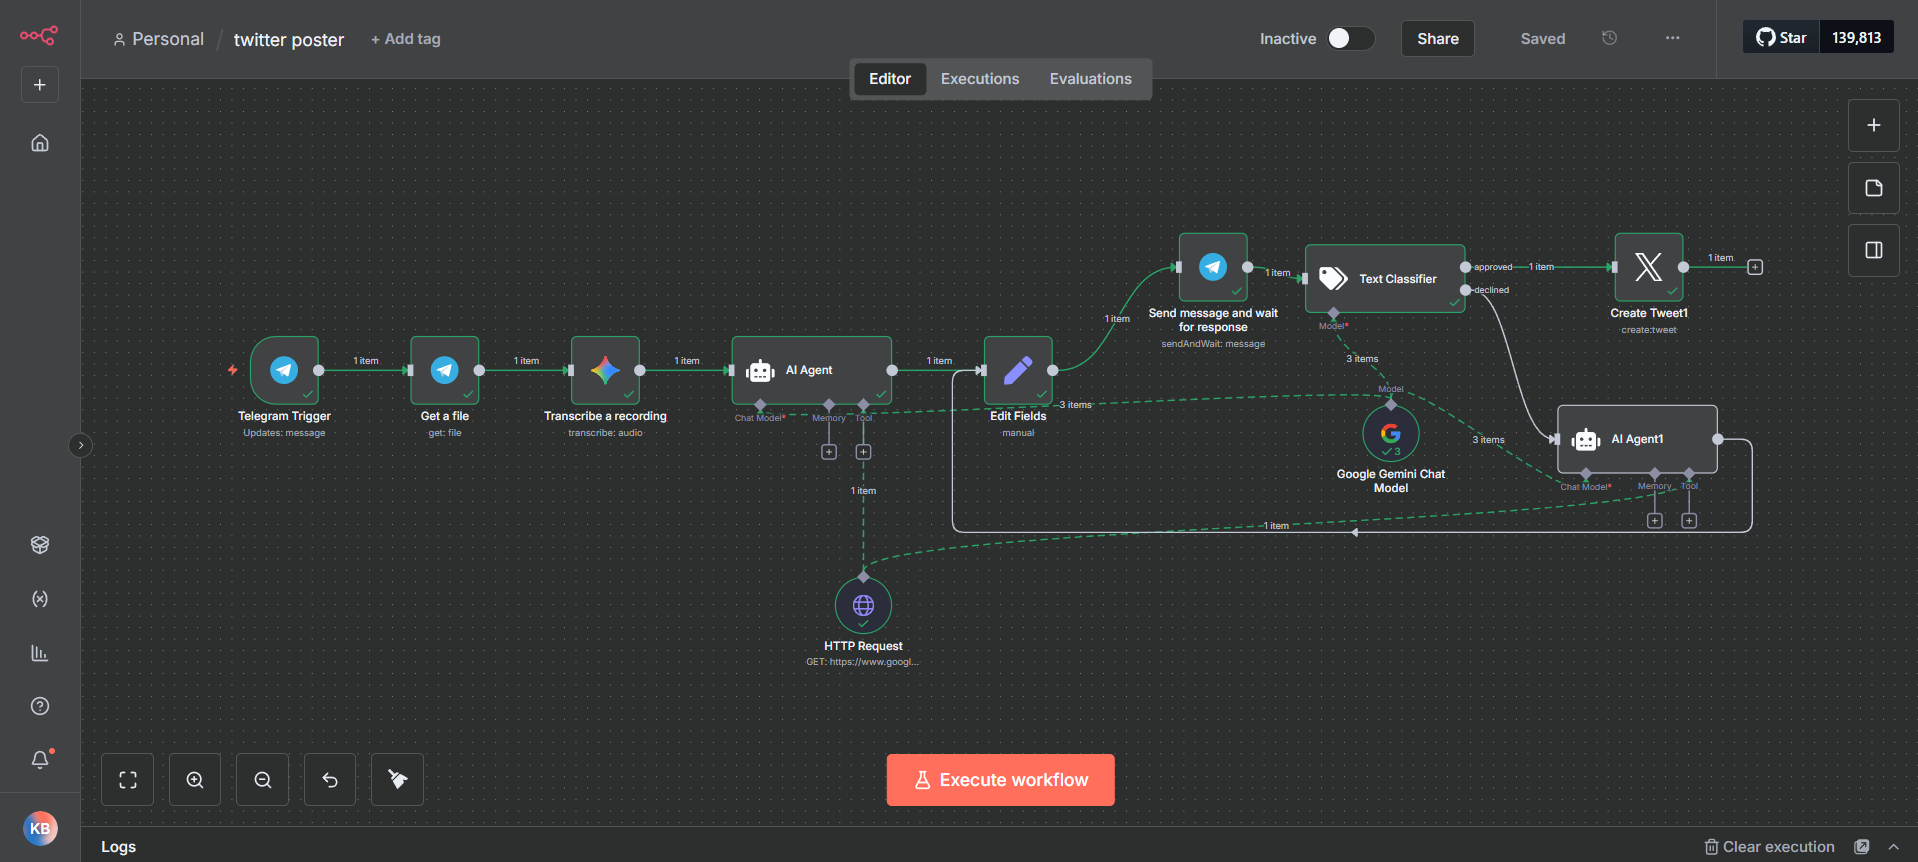 Personal / twitter poster + Add tag
Inactive
Share
Saved
Star 139,813
Editor Executions Evaluations
Send message and wait
for response
sendAndWait: message
1 item
Text Classifier
Model*
approved
1 item
declined
Create Tweet1
create:tweet
1 item
1 item
3 items
Telegram Trigger
Updates: message
1 item
Get a file
get: file
1 item
Transcribe a recording
transcribe: audio
1 item
AI Agent
Chat Model*
Memory
Tool
1 item
Edit Fields
manual
3 items
Model
3
Google Gemini Chat
Model
3 items
AI Agent1
Chat Model*
Memory
Tool
1 item
1 item
HTTP Request
GET: https://www.googl...
Execute workflow
KB
Logs
Clear execution